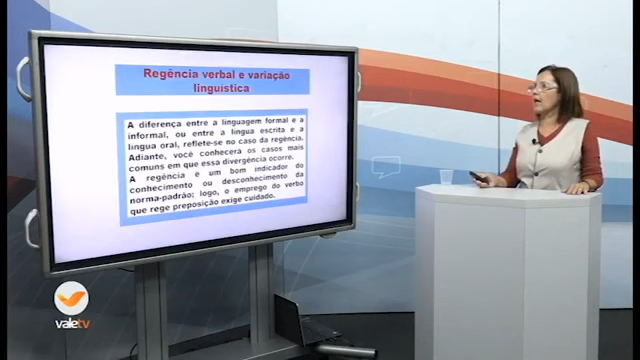 Regência verbal e variação
linguística
A diferença entre a linguagem formal e a
informal, ou entre a língua escrita e a
língua oral, reflete-se no caso da regência.
Adiante, você conhecerá os casos mais
comuns em que essa divergência ocorre.
A regência é um bom indicador do
conhecimento ou desconhecimento da
norma-padrão; logo, o emprego do verbo
que rege preposição exige cuidado.
valetv